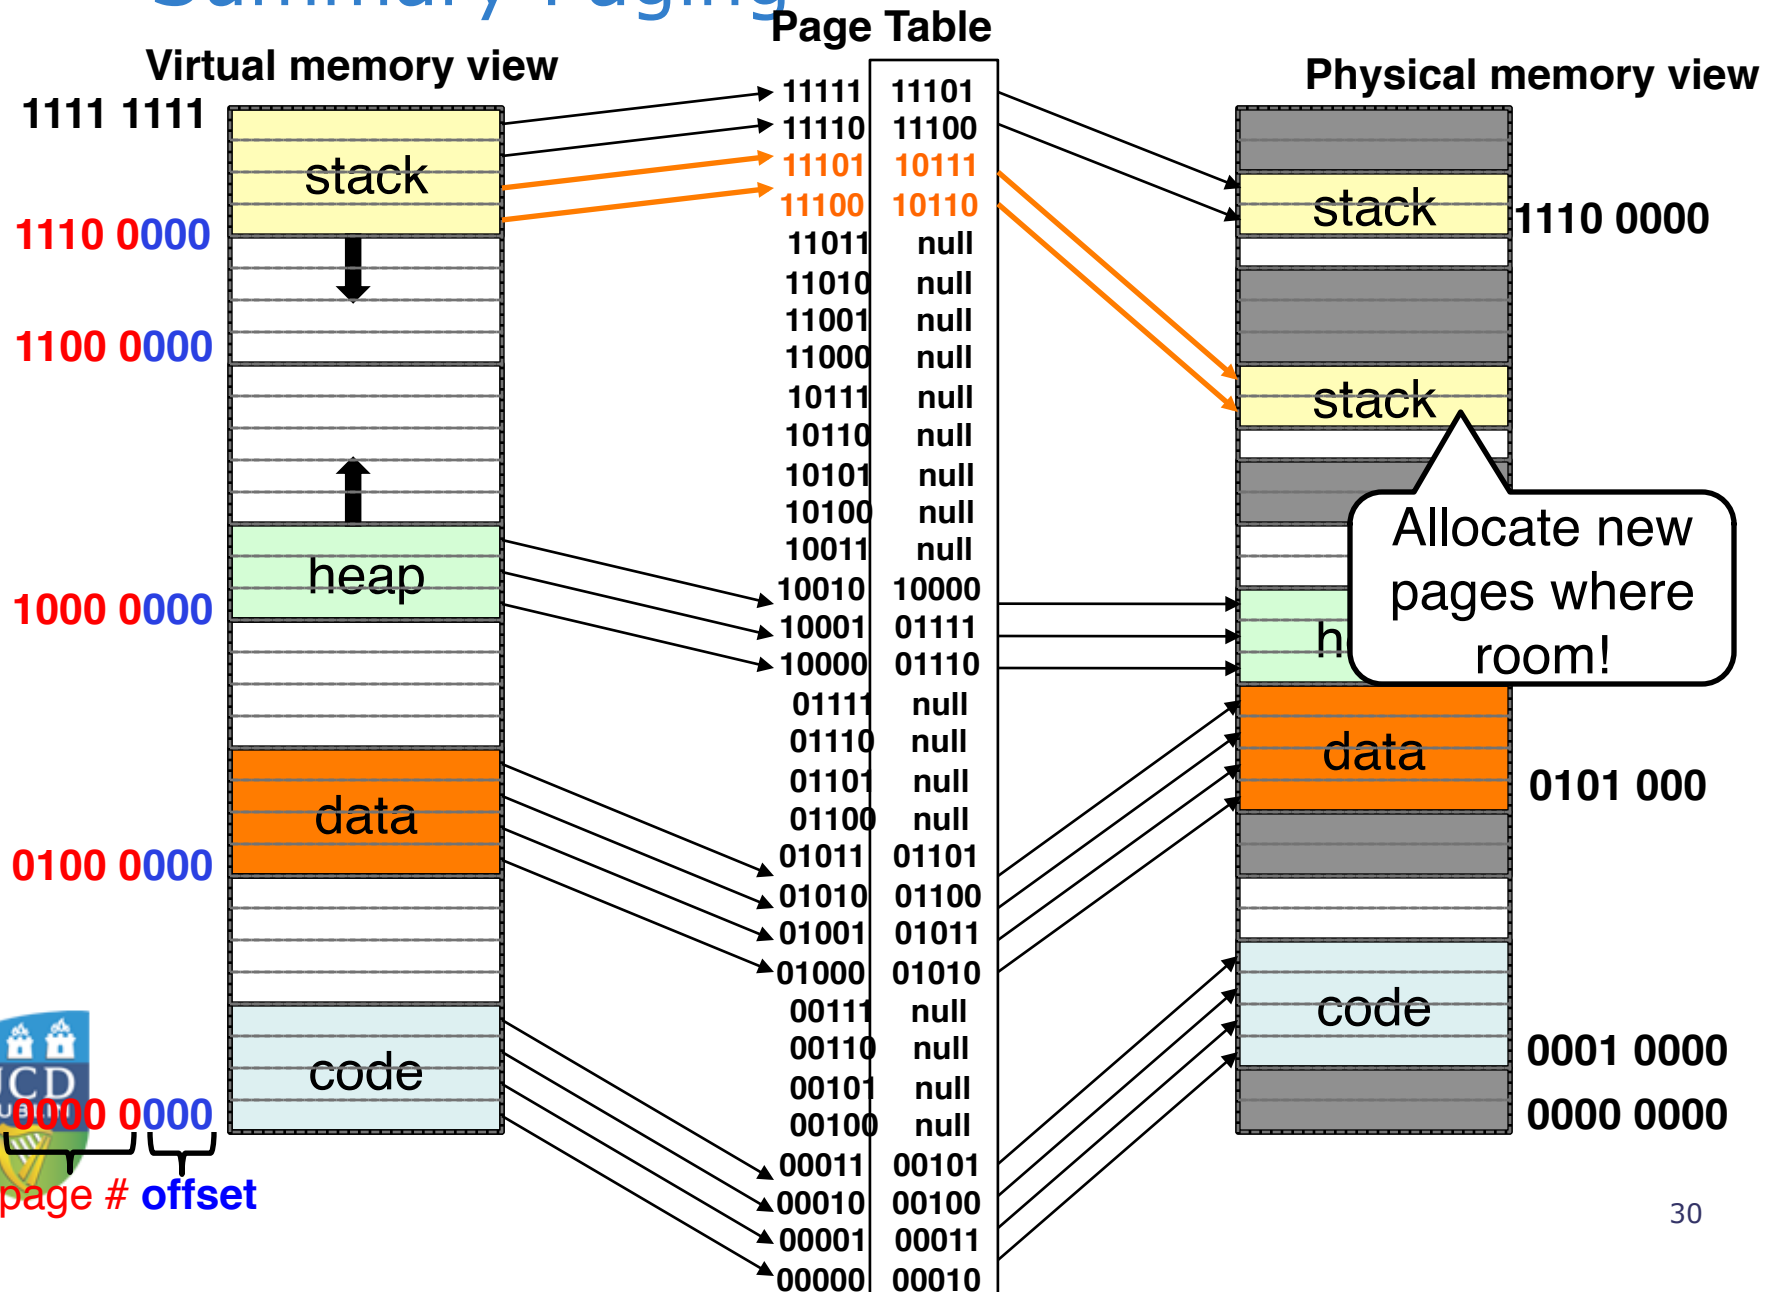 Summary Paging
Page Table
Virtual memory view
Physical memory view
1111 1111
stack
1110 0000
1100 0000
heap
1000 0000
data
0100 0000
code
0000 0000
page # offset
11111 11101
11110 11100
11101 10111
11100 10110
11011 null
11010 null
11001 null
11000 null
10111 null
10110 null
10101 null
10100 null
10011 null
10010 10000
10001 01111
10000 01110
01111 null
01110 null
01101 null
01100 null
01011 01101
01010 01100
01001 01011
01000 01010
00111 null
00110 null
00101 null
00100 null
00011 00101
00010 00100
00001 00011
00000 00010
stack
1110 0000
stack
Allocate new
pages where
room!
h
data
0101 000
code
0001 0000
0000 0000
30